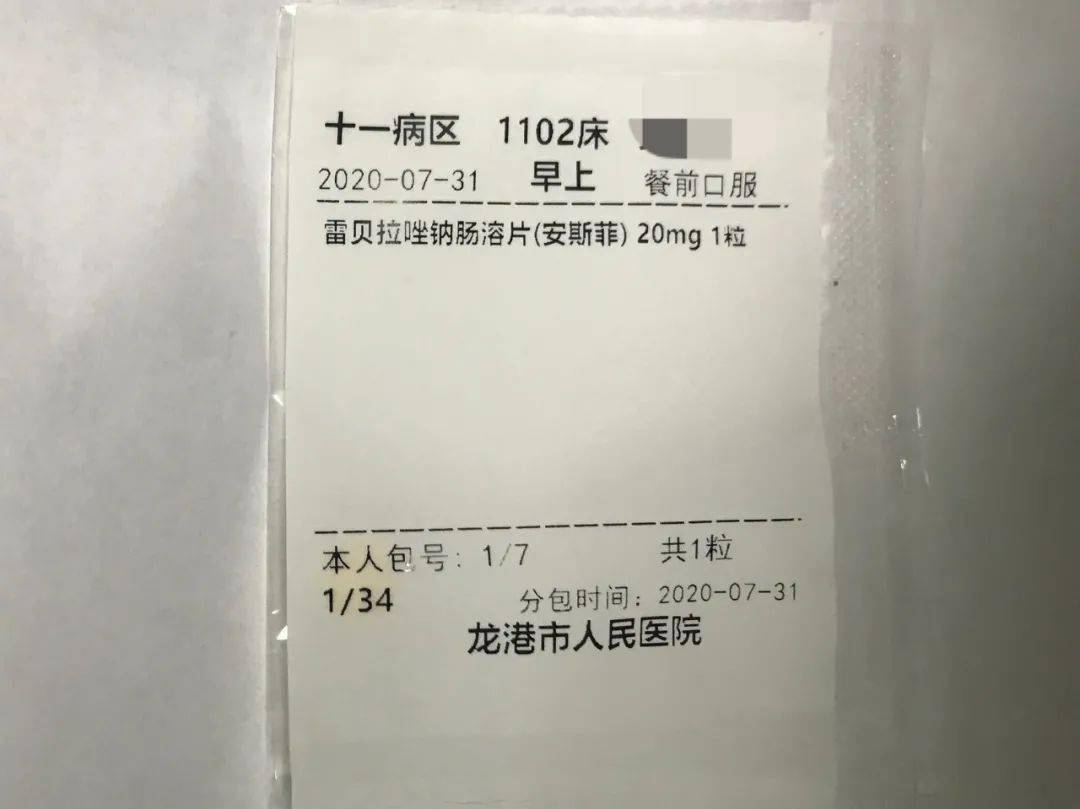 十一病区 1102床
2020-07-31 早上 餐前口服
雷贝拉唑钠肠溶片(安斯菲) 20mg 1粒
本人包号: 1/7 共1粒
1/34 分包时间: 2020-07-31
龙港市人民医院